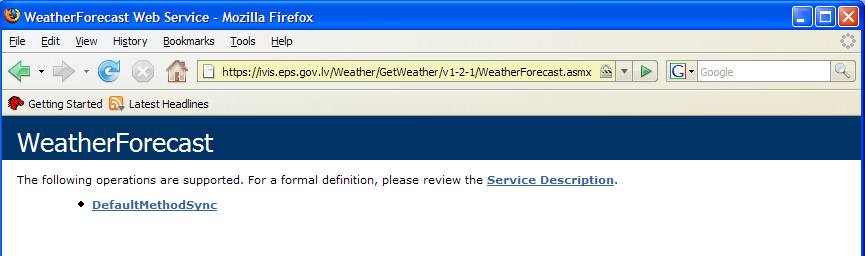 WeatherForecast Web Service - Mozilla Firefox
File Edit View History Bookmarks Tools Help
https://ivis.eps.gov.lv/Weather/GetWeather/v1-2-1/WeatherForecast.asmx G Google
Getting Started Latest Headlines
WeatherForecast
The following operations are supported. For a formal definition, please review the Service Description.
DefaultMethodSync